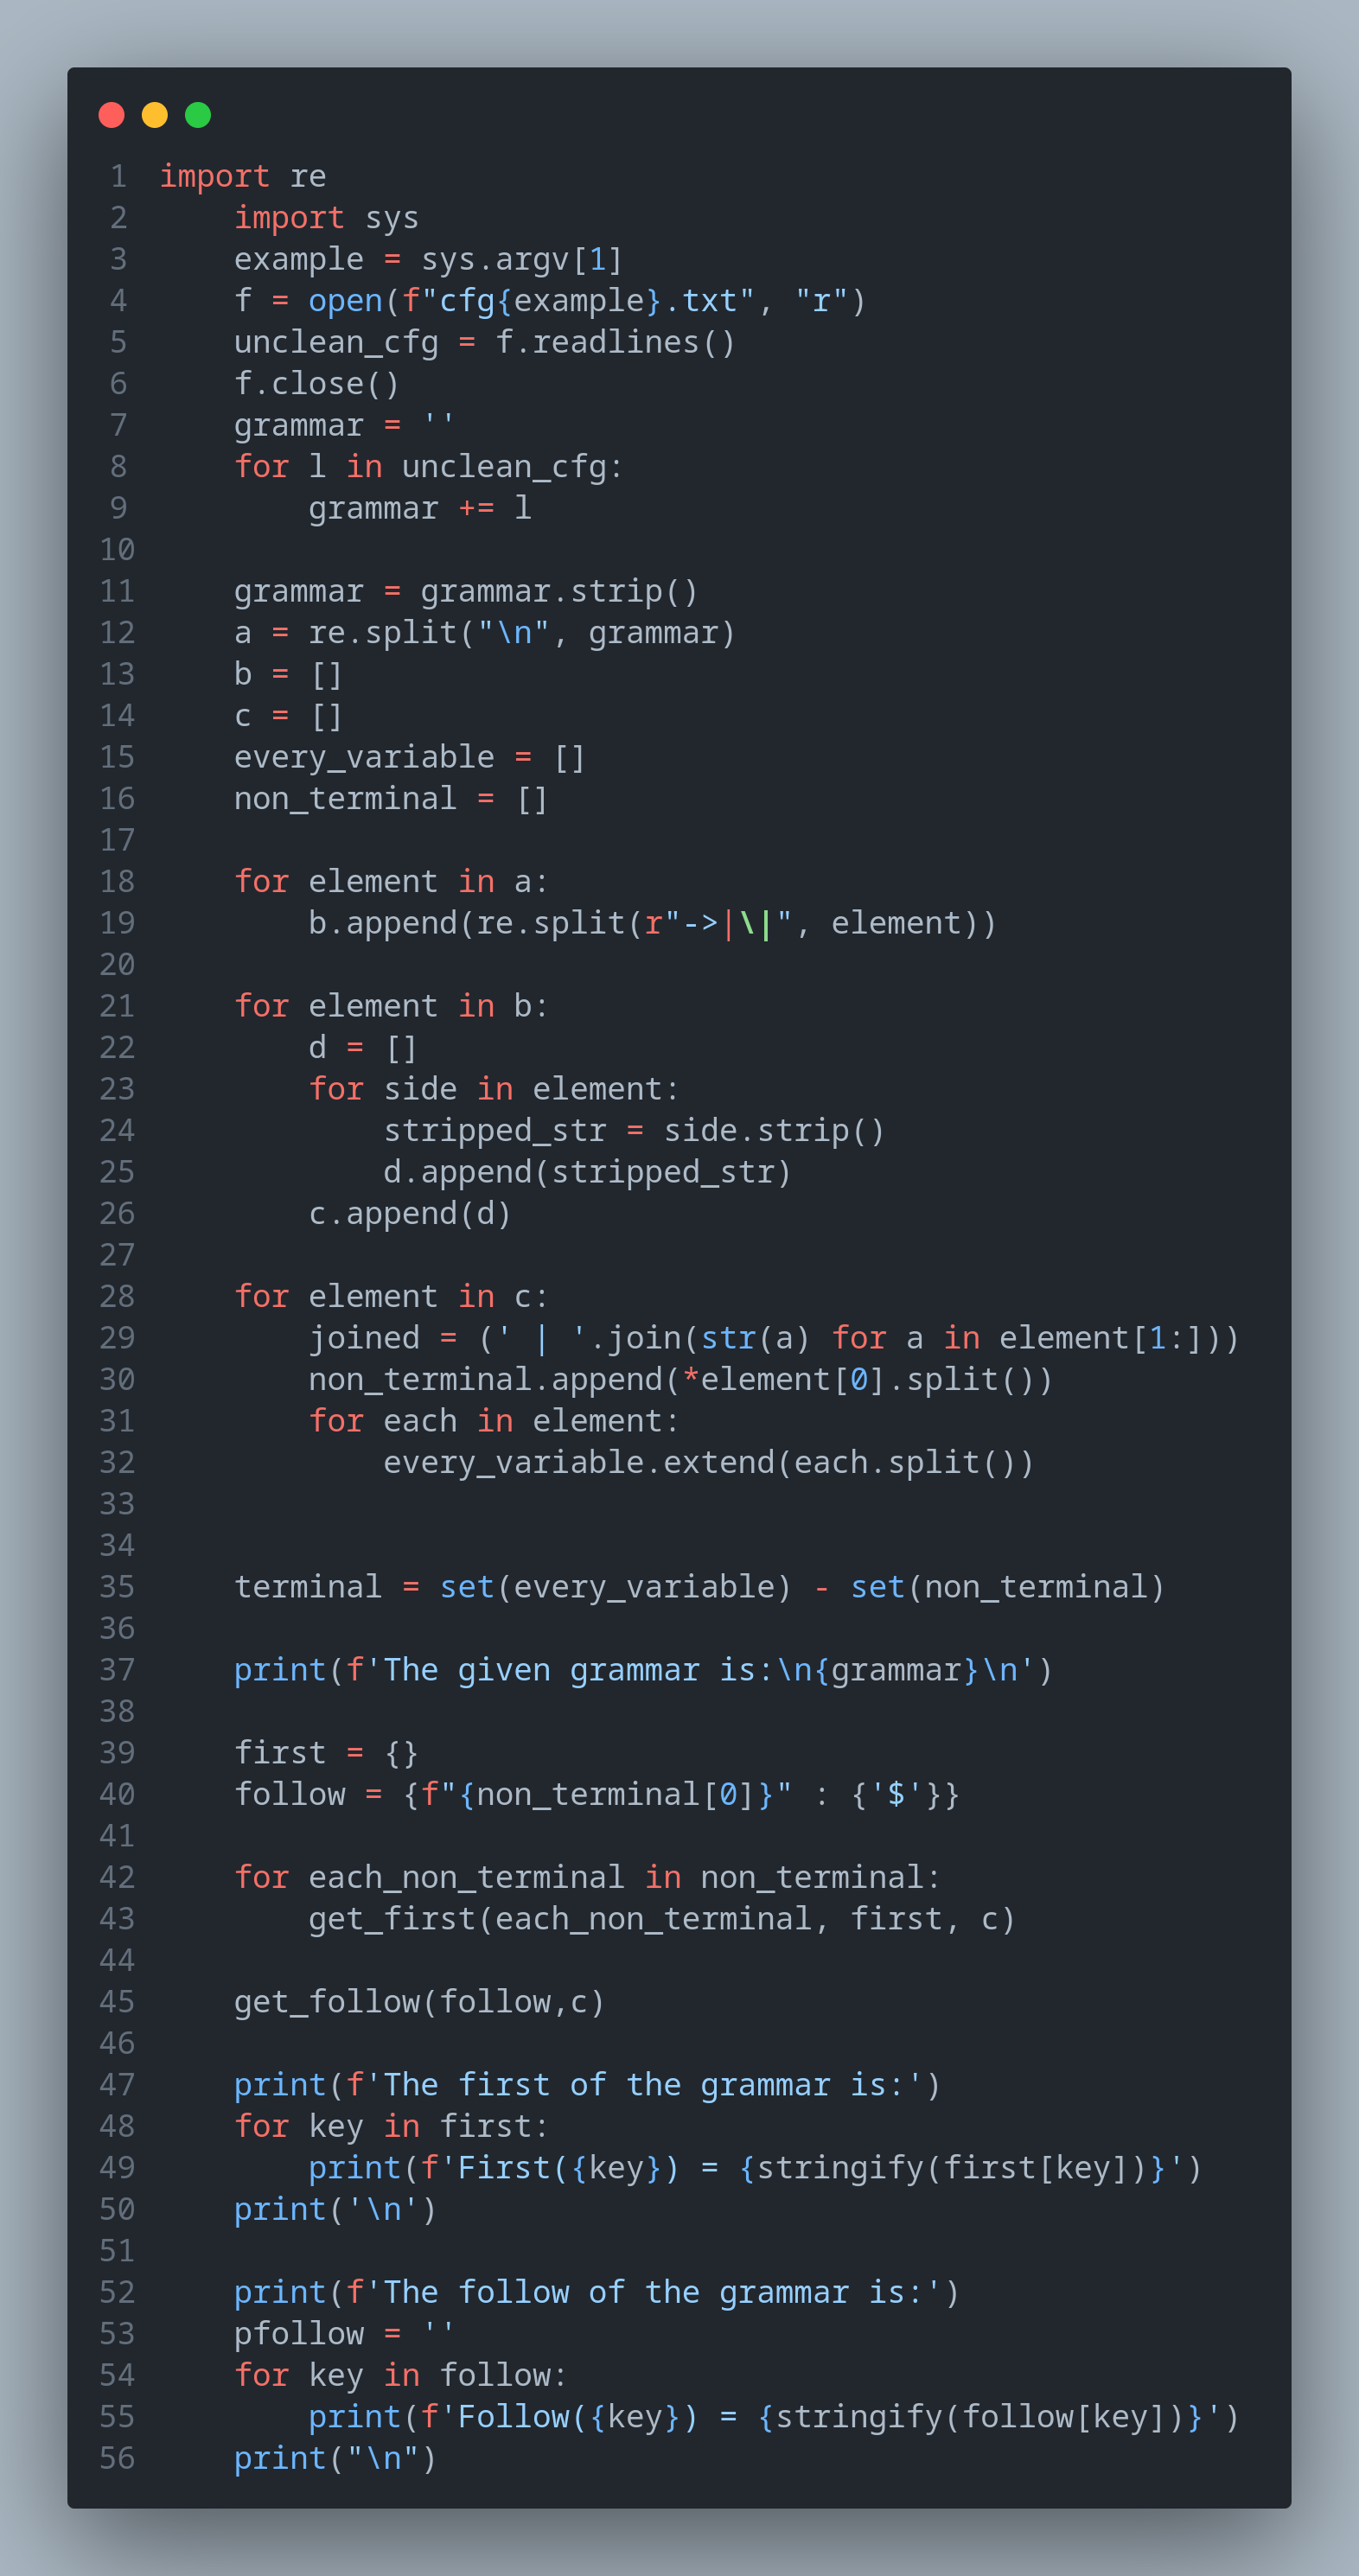 1 import re
2     import sys
3     example = sys.argv[1]
4     f = open(f"cfg{example}.txt", "r")
5     unclean_cfg = f.readlines()
6     f.close()
7     grammar = ''
8     for l in unclean_cfg:
9         grammar += l
10
11     grammar = grammar.strip()
12     a = re.split("\n", grammar)
13     b = []
14     c = []
15     every_variable = []
16     non_terminal = []
17
18     for element in a:
19         b.append(re.split(r"->|\|", element))
20
21     for element in b:
22         d = []
23         for side in element:
24             stripped_str = side.strip()
25             d.append(stripped_str)
26         c.append(d)
27
28     for element in c:
29         joined = (' | '.join(str(a) for a in element[1:]))
30         non_terminal.append(*element[0].split())
31         for each in element:
32             every_variable.extend(each.split())
33
34
35     terminal = set(every_variable) - set(non_terminal)
36
37     print(f'The given grammar is:\n{grammar}\n')
38
39     first = {}
40     follow = {f"{non_terminal[0]}" : {'$'}}
41
42     for each_non_terminal in non_terminal:
43         get_first(each_non_terminal, first, c)
44
45     get_follow(follow,c)
46
47     print(f'The first of the grammar is:')
48     for key in first:
49         print(f'First({key}) = {stringify(first[key])}')
50     print('\n')
51
52     print(f'The follow of the grammar is:')
53     pfollow = ''
54     for key in follow:
55         print(f'Follow({key}) = {stringify(follow[key])}')
56     print("\n")